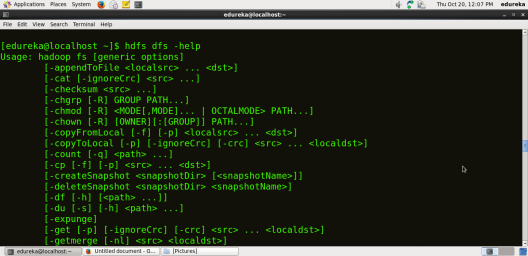 Applications Places System
Thu Oct 20, 12:07 PM edureka
edureka@localhost:~
File Edit View Search Terminal Help
[edureka@localhost ~]$ hdfs dfs -help
Usage: hadoop fs [generic options]
[-appendToFile <localsrc> ... <dst>]
[-cat [-ignoreCrc] <src> ...]
[-checksum <src> ...]
[-chgrp [-R] GROUP PATH...]
[-chmod [-R] <MODE[,MODE]... | OCTALMODE> PATH...]
[-chown [-R] [OWNER][:[GROUP]] PATH...]
[-copyFromLocal [-f] [-p] <localsrc> ... <dst>]
[-copyToLocal [-p] [-ignoreCrc] [-crc] <src> ... <localdst>]
[-count [-q] <path> ...]
[-cp [-f] [-p] <src> ... <dst>]
[-createSnapshot <snapshotDir> [<snapshotName>]]
[-deleteSnapshot <snapshotDir> <snapshotName>]
[-df [-h] [<path> ...]]
[-du [-s] [-h] <path> ...]
[-expunge]
[-get [-p] [-ignoreCrc] [-crc] <src> ... <localdst>]
[-getmerge [-nl] <src> <localdst>]
edureka@localhost:~ Untitled document - G... [Pictures]